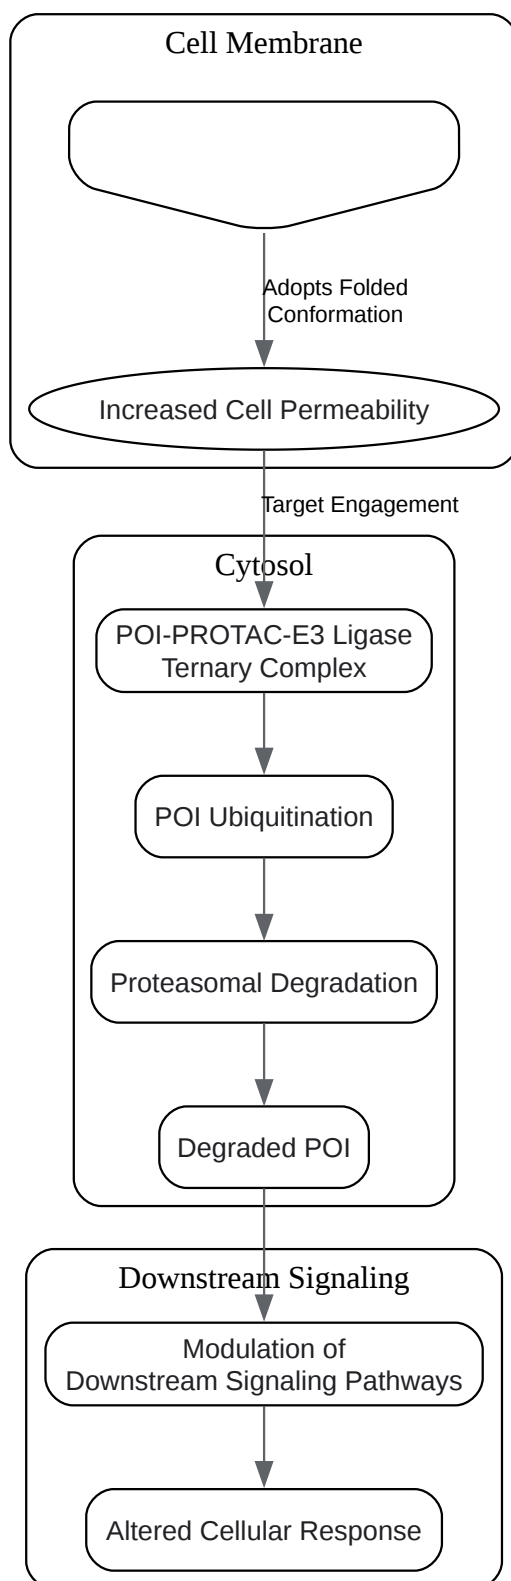 Cell Membrane
Adopts Folded
Conformation
Increased Cell Permeability
Target Engagement
Cytosol
POI-PROTAC-E3 Ligase
Ternary Complex
POI Ubiquitination
Proteasomal Degradation
Degraded POI
Downstream Signaling
Modulation of
Downstream Signaling Pathways
Altered Cellular Response